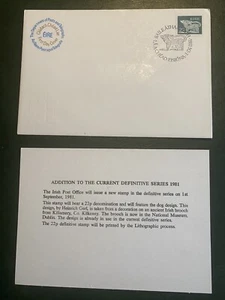 ÉIRE
ADDITION TO THE CURRENT DEFINITIVE SERIES 1981
The Irish Post Office will issue a new stamp in the definitive series on 1st
September, 1981.
This stamp will bear a 22p denomination and will feature the dog design. This
design, by Heinrich Gerl, is taken from a decoration on an ancient Irish brooch
from Kilkenny, Co. Kilkenny. The brooch is now in the National Museum,
Dublin. The design is already in use in the current definitive series.
The 22p definitive stamp will be printed by the Lithographic process.